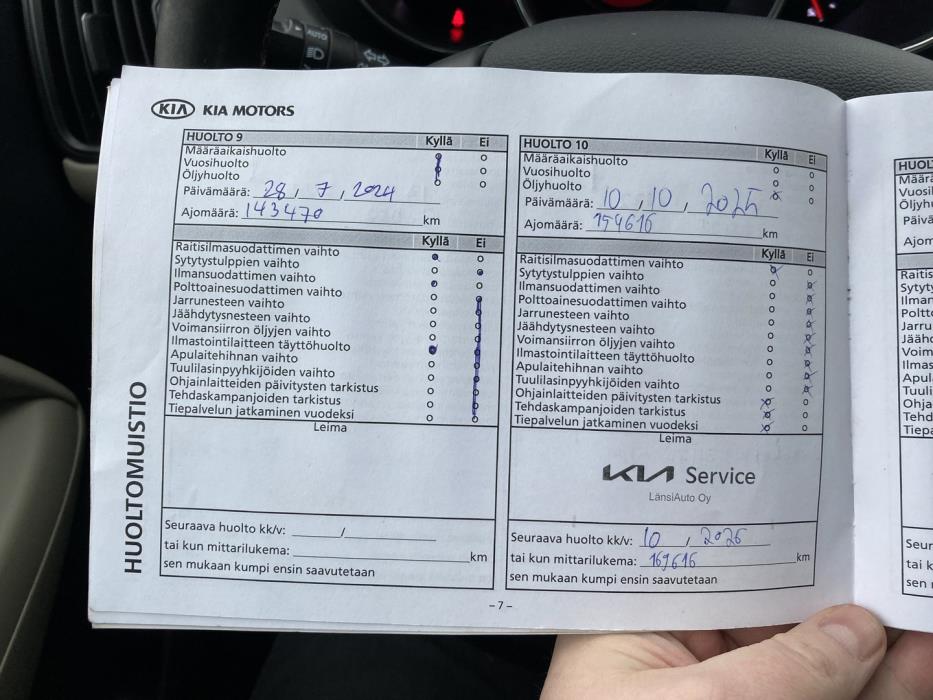 AUTO
KIA KIA MOTORS
HUOLTO 9 Kyllä Ei
Määräaikaishuolto
Vuosihuolto
Öljyhuolto
Päivämäärä: 28, 7, 2024
Ajomäärä: 143470 km
Kyllä Ei
Raitisilmasuodattimen vaihto
Sytytystulppien vaihto
Ilmansuodattimen vaihto
Polttoainesuodattimen vaihto
Jarrunesteen vaihto
Jäähdytysnesteen vaihto
Voimansiirron öljyjen vaihto
Ilmastointilaitteen täyttöhuolto
Apulaitehihnan vaihto
Tuulilasinpyyhkijöiden vaihto
Ohjainlaitteiden päivitysten tarkistus
Tehdaskampanjoiden tarkistus
Tiepalvelun jatkaminen vuodeksi
Leima
Seuraava huolto kk/v: /
tai kun mittarilukema: km
sen mukaan kumpi ensin saavutetaan
HUOLTO 10 Kyllä Ei
Määräaikaishuolto
Vuosihuolto
Öljyhuolto
Päivämäärä: 10, 10, 2025
Ajomäärä: 154616 km
Kyllä Ei
Raitisilmasuodattimen vaihto
Sytytystulppien vaihto
Ilmansuodattimen vaihto
Polttoainesuodattimen vaihto
Jarrunesteen vaihto
Jäähdytysnesteen vaihto
Voimansiirron öljyjen vaihto
Ilmastointilaitteen täyttöhuolto
Apulaitehihnan vaihto
Tuulilasinpyyhkijöiden vaihto
Ohjainlaitteiden päivitysten tarkistus
Tehdaskampanjoiden tarkistus
Tiepalvelun jatkaminen vuodeksi
Leima
KIA Service
LänsiAuto Oy
Seuraava huolto kk/v: 10, 2026
tai kun mittarilukema: 169616 km
sen mukaan kumpi ensin saavutetaan
HUOLTOMUISTIO
- 7 -